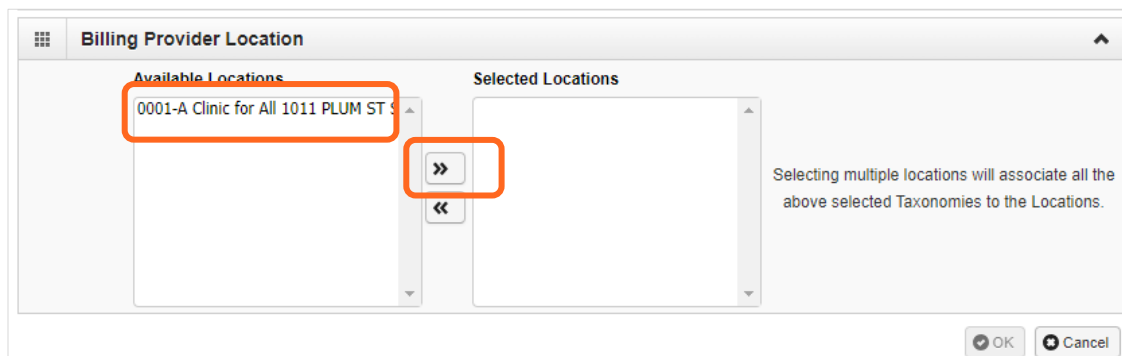 Billing Provider Location
Available Locations
Selected Locations
0001-A Clinic for All 1011 PLUM ST S
»
«
Selecting multiple locations will associate all the
above selected Taxonomies to the Locations.
OK
Cancel